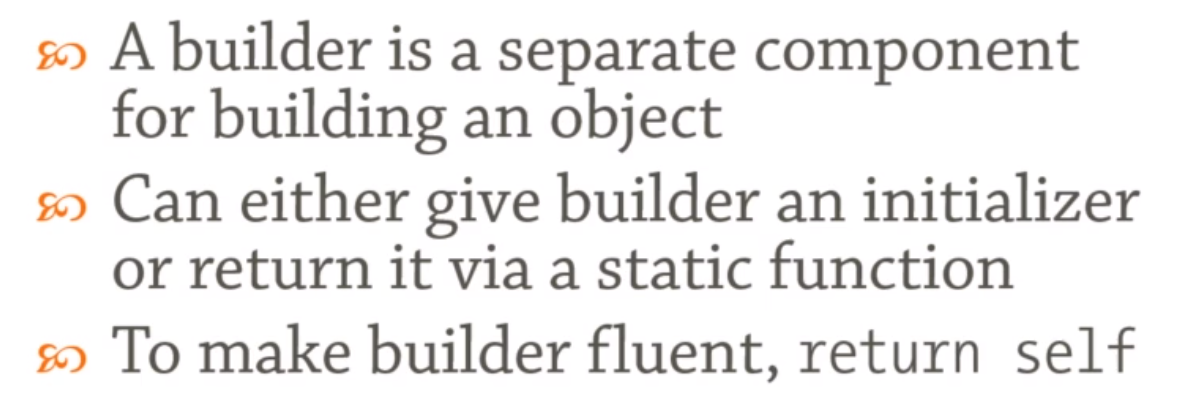 A builder is a separate component
for building an object
Can either give builder an initializer
or return it via a static function
To make builder fluent, return self